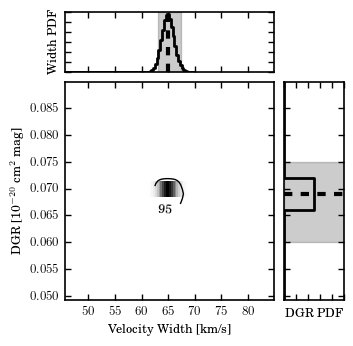 Width PDF
0.085
0.080
0.075
0.070
0.065
0.060
0.055
0.050
DGR [10⁻²⁰ cm² mag]
95
50 55 60 65 70 75 80
Velocity Width [km/s]
DGR PDF